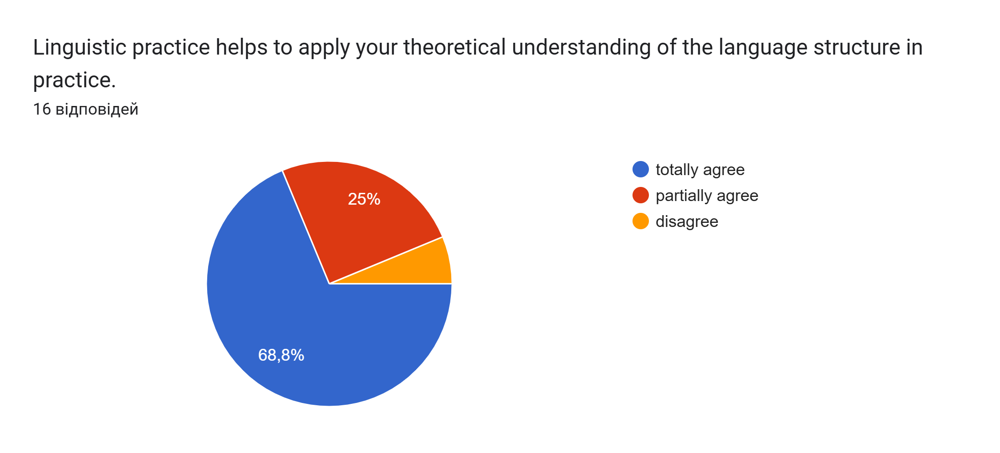 Linguistic practice helps to apply your theoretical understanding of the language structure in
practice.
16 відповідей
totally agree
partially agree
disagree
25%
68,8%